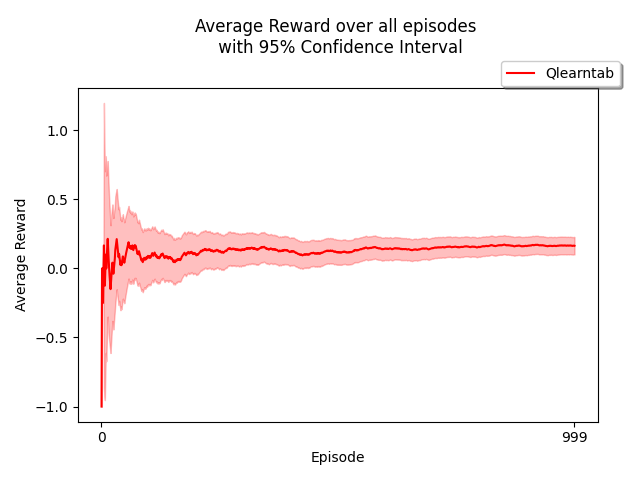 Average Reward over all episodes
with 95% Confidence Interval
Qlearntab
1.0
0.5
0.0
−0.5
−1.0
Average Reward
0 999
Episode